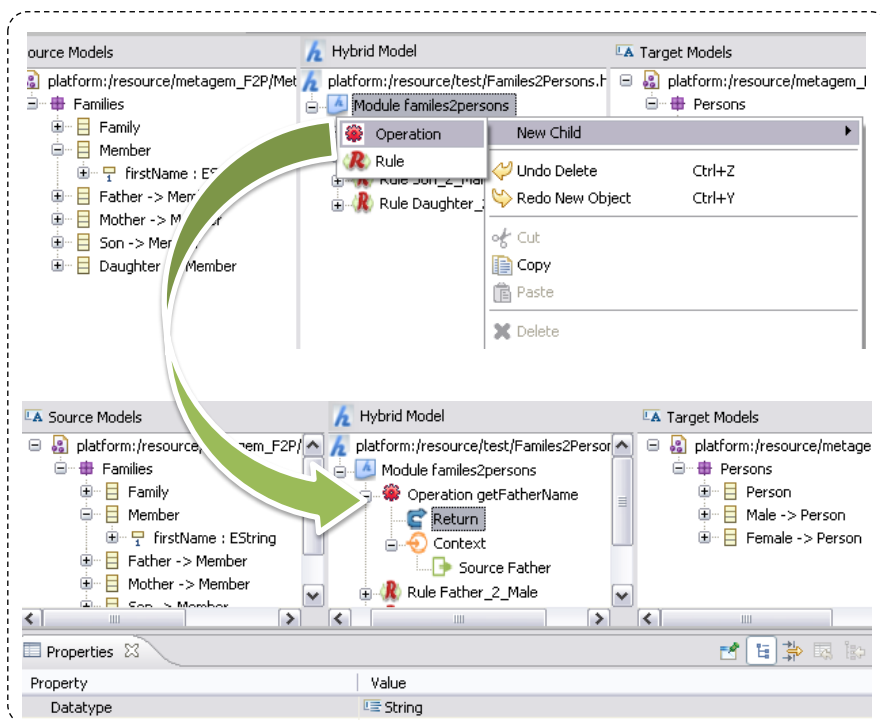 ource Models
Hybrid Model
Target Models
platform:/resource/metagem_F2P/Met
platform:/resource/test/Familes2Persons.h
platform:/resource/metagem_
Families
Module familes2persons
Persons
Family
Operation
New Child
Member
Rule
Undo Delete Ctrl+Z
firstName : ES
Rule Son_2_Mal
Redo New Object Ctrl+Y
Father -> Mem
Rule Daughter_2
Mother -> M
Cut
Son -> Me
Copy
Daughter Member
Paste
Delete
Source Models
Hybrid Model
Target Models
platform:/resource gem_F2P/
platform:/resource/test/Familes2Person
platform:/resource/metage
Families
Module familes2persons
Persons
Family
Operation getFatherName
Person
Member
Return
Male -> Person
firstName : EString
Context
Female -> Person
Father -> Member
Source Father
Mother -> Member
Rule Father_2_Male
Son -> Member
Properties
Property Value
Datatype String